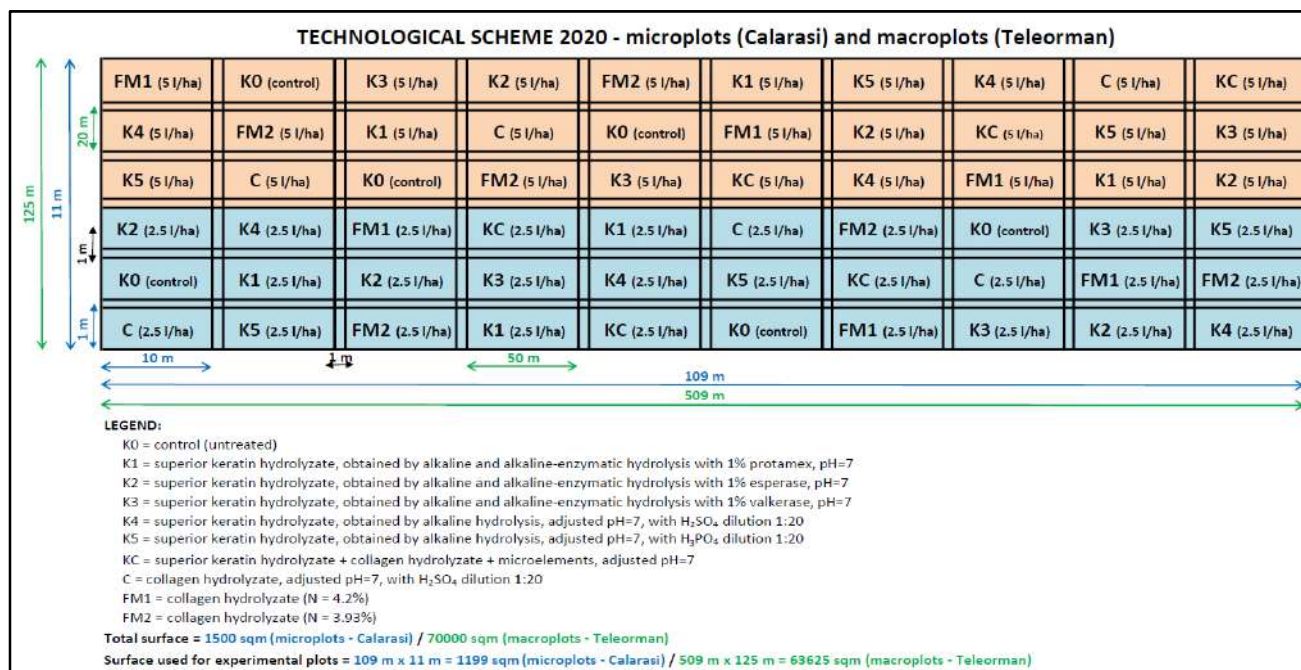 TECHNOLOGICAL SCHEME 2020 - microplots (Calarasi) and macroplots (Teleorman)
FM1 (5 l/ha) K0 (control) K3 (5 l/ha) K2 (5 l/ha) FM2 (5 l/ha) K1 (5 l/ha) K5 (5 l/ha) K4 (5 l/ha) C (5 l/ha) KC (5 l/ha)
20 m
K4 (5 l/ha) FM2 (5 l/ha) K1 (5 l/ha) C (5 l/ha) K0 (control) FM1 (5 l/ha) K2 (5 l/ha) KC (5 l/ha) K5 (5 l/ha) K3 (5 l/ha)
125 m
11 m
K5 (5 l/ha) C (5 l/ha) K0 (control) FM2 (5 l/ha) K3 (5 l/ha) KC (5 l/ha) K4 (5 l/ha) FM1 (5 l/ha) K1 (5 l/ha) K2 (5 l/ha)
K2 (2.5 l/ha) K4 (2.5 l/ha) FM1 (2.5 l/ha) KC (2.5 l/ha) K1 (2.5 l/ha) C (2.5 l/ha) FM2 (2.5 l/ha) K0 (control) K3 (2.5 l/ha) K5 (2.5 l/ha)
1 m
K0 (control) K1 (2.5 l/ha) K2 (2.5 l/ha) K3 (2.5 l/ha) K4 (2.5 l/ha) K5 (2.5 l/ha) KC (2.5 l/ha) C (2.5 l/ha) FM1 (2.5 l/ha) FM2 (2.5 l/ha)
1 m
C (2.5 l/ha) K5 (2.5 l/ha) FM2 (2.5 l/ha) K1 (2.5 l/ha) KC (2.5 l/ha) K0 (control) FM1 (2.5 l/ha) K3 (2.5 l/ha) K2 (2.5 l/ha) K4 (2.5 l/ha)
10 m 1 m 50 m
109 m
509 m
LEGEND:
K0 = control (untreated)
K1 = superior keratin hydrolyzate, obtained by alkaline and alkaline-enzymatic hydrolysis with 1% protamex, pH=7
K2 = superior keratin hydrolyzate, obtained by alkaline and alkaline-enzymatic hydrolysis with 1% esperase, pH=7
K3 = superior keratin hydrolyzate, obtained by alkaline and alkaline-enzymatic hydrolysis with 1% valkerase, pH=7
K4 = superior keratin hydrolyzate, obtained by alkaline hydrolysis, adjusted pH=7, with H₂SO₄ dilution 1:20
K5 = superior keratin hydrolyzate, obtained by alkaline hydrolysis, adjusted pH=7, with H₃PO₄ dilution 1:20
KC = superior keratin hydrolyzate + collagen hydrolyzate + microelements, adjusted pH=7
C = collagen hydrolyzate, adjusted pH=7, with H₂SO₄ dilution 1:20
FM1 = collagen hydrolyzate (N = 4.2%)
FM2 = collagen hydrolyzate (N = 3.93%)
Total surface = 1500 sqm (microplots - Calarasi) / 70000 sqm (macroplots - Teleorman)
Surface used for experimental plots = 109 m x 11 m = 1199 sqm (microplots - Calarasi) / 509 m x 125 m = 63625 sqm (macroplots - Teleorman)